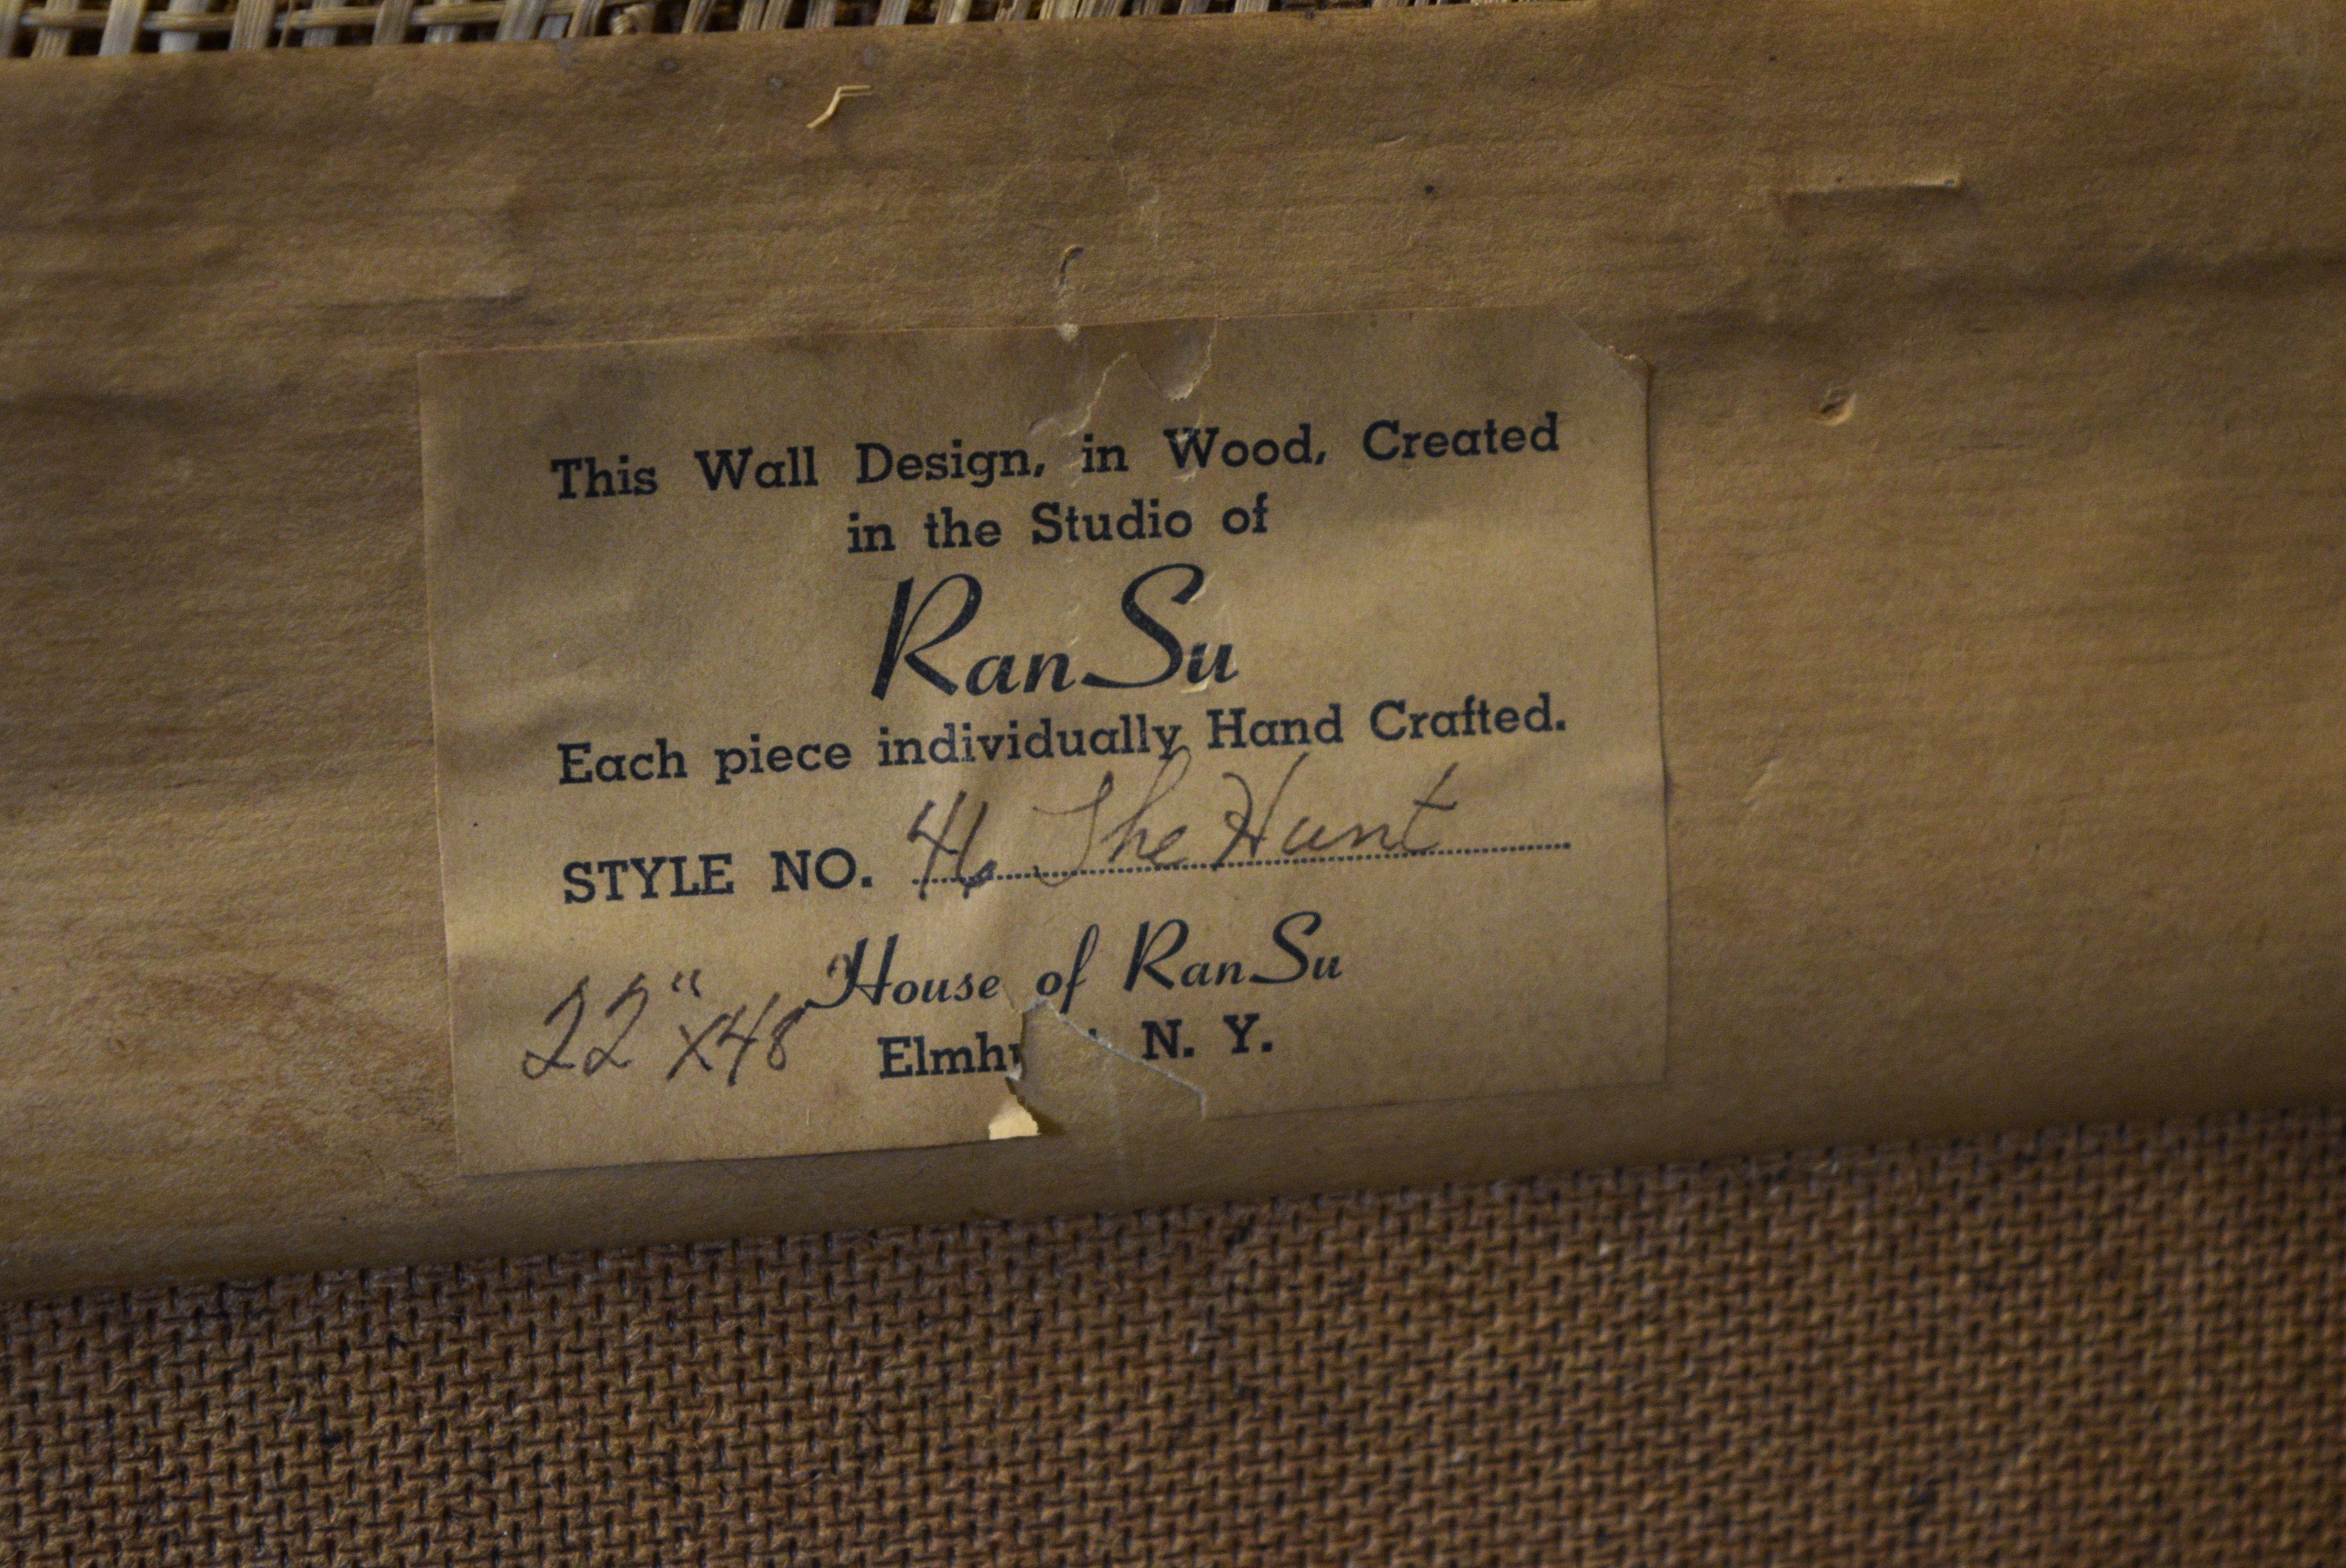 This Wall Design, in Wood, Created
in the Studio of
RanSu
Each piece individually Hand Crafted.
STYLE NO. 46 The Hunt
House of RanSu
22" x48
N. Y.